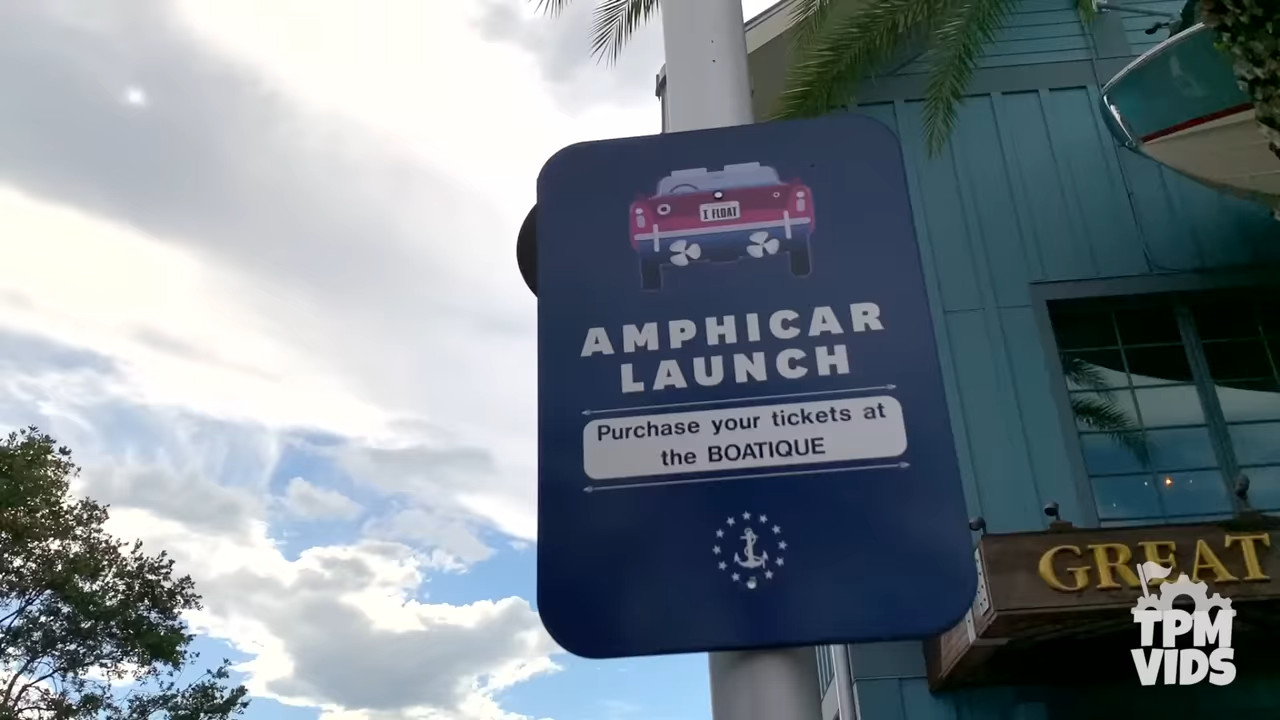 I FLOAT
AMPHICAR
LAUNCH
Purchase your tickets at
the BOATIQUE
GREAT
TPM
VIDS